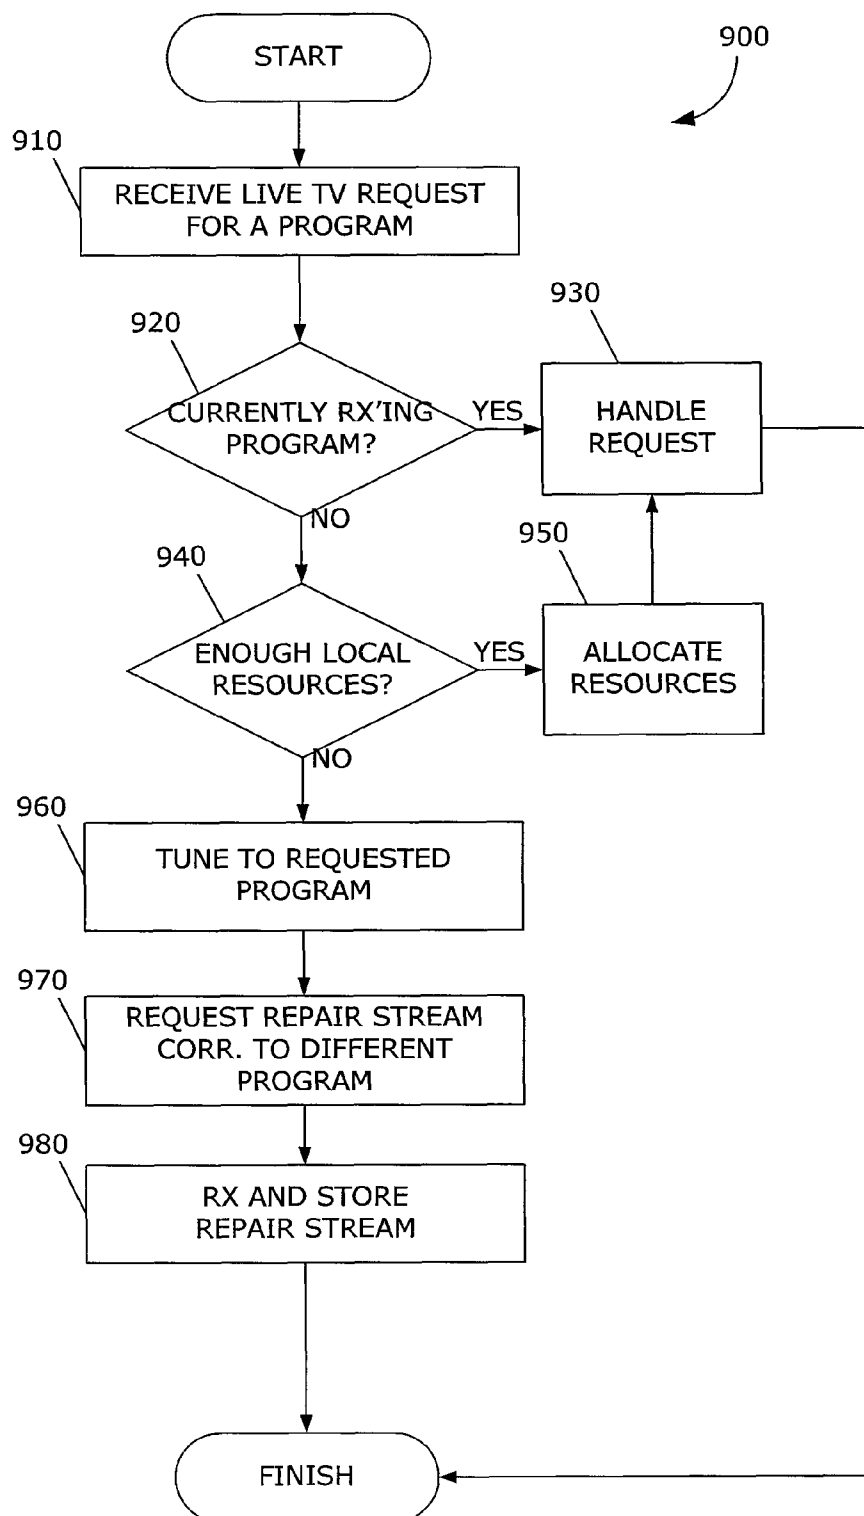 START
900
910
RECEIVE LIVE TV REQUEST
FOR A PROGRAM
920
930
CURRENTLY RX'ING
PROGRAM?
YES
HANDLE
REQUEST
NO
940
950
ENOUGH LOCAL
RESOURCES?
YES
ALLOCATE
RESOURCES
NO
960
TUNE TO REQUESTED
PROGRAM
970
REQUEST REPAIR STREAM
CORR. TO DIFFERENT
PROGRAM
980
RX AND STORE
REPAIR STREAM
FINISH